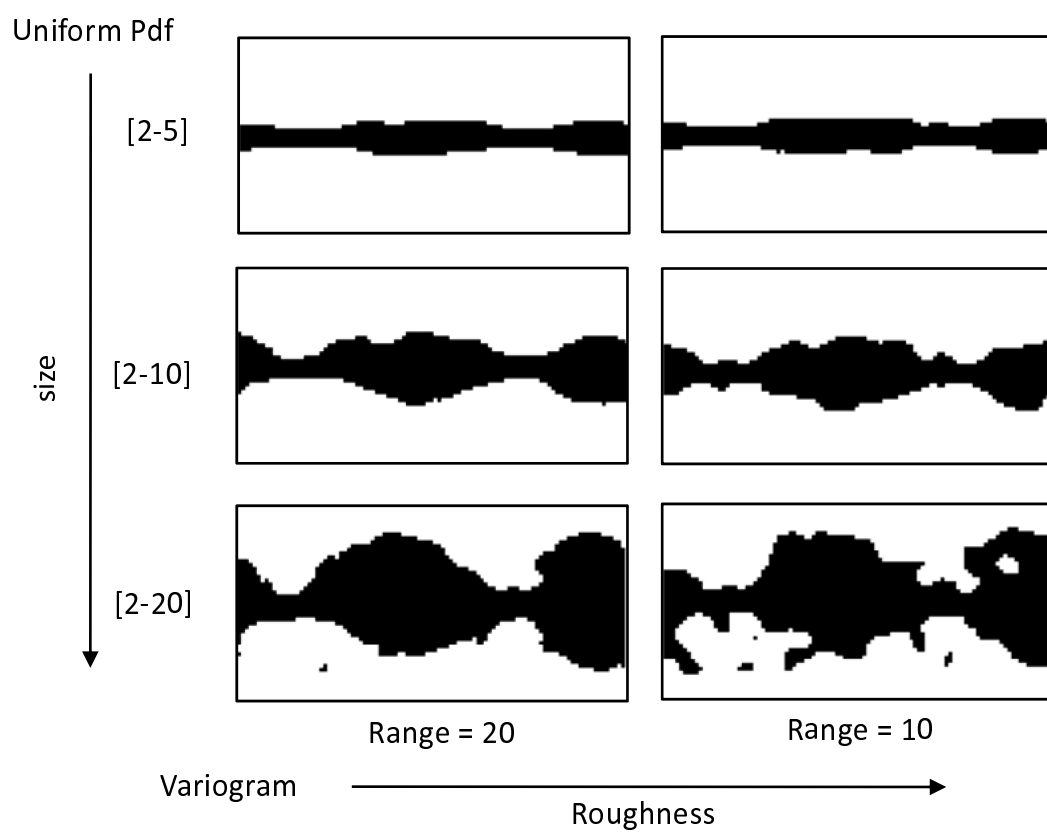 Uniform Pdf
[2-5]
size
[2-10]
[2-20]
Range = 20
Range = 10
Variogram
Roughness